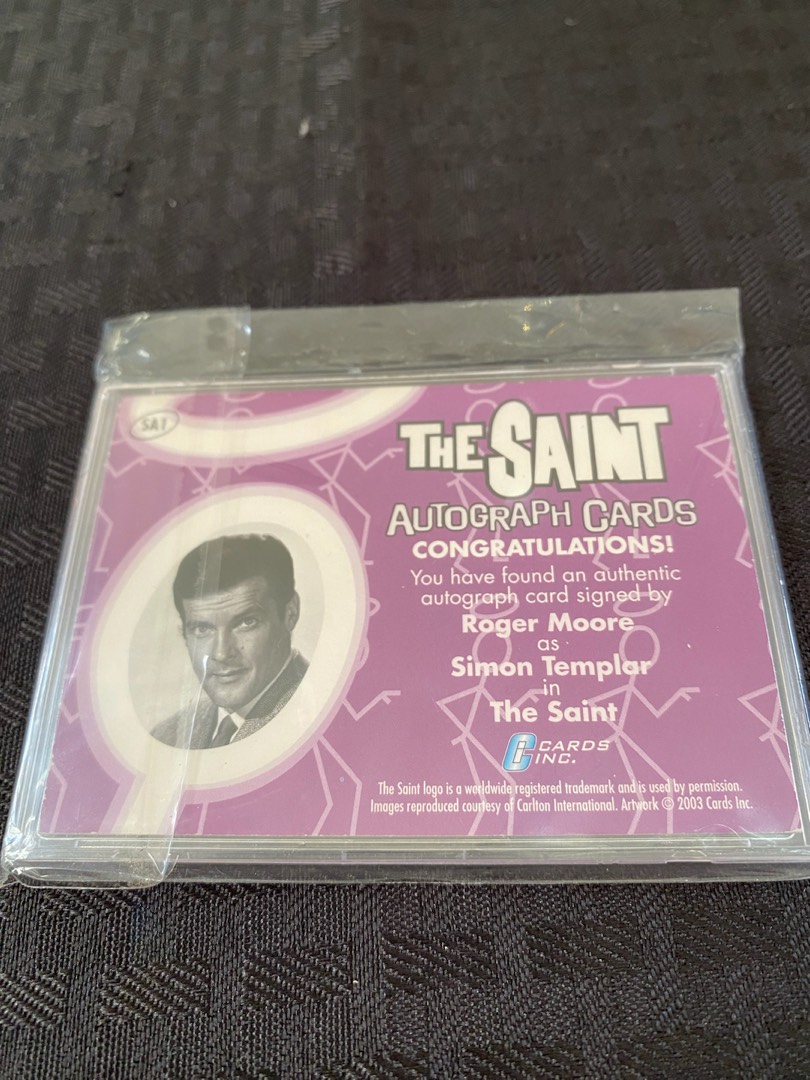 SA1
THE SAINT
AUTOGRAPH CARDS
CONGRATULATIONS!
You have found an authentic
autograph card signed by
Roger Moore
as
Simon Templar
in
The Saint
Ci CARDS
INC.
The Saint logo is a worldwide registered trademark and is used by permission.
Images reproduced courtesy of Carlton International. Artwork © 2003 Cards Inc.